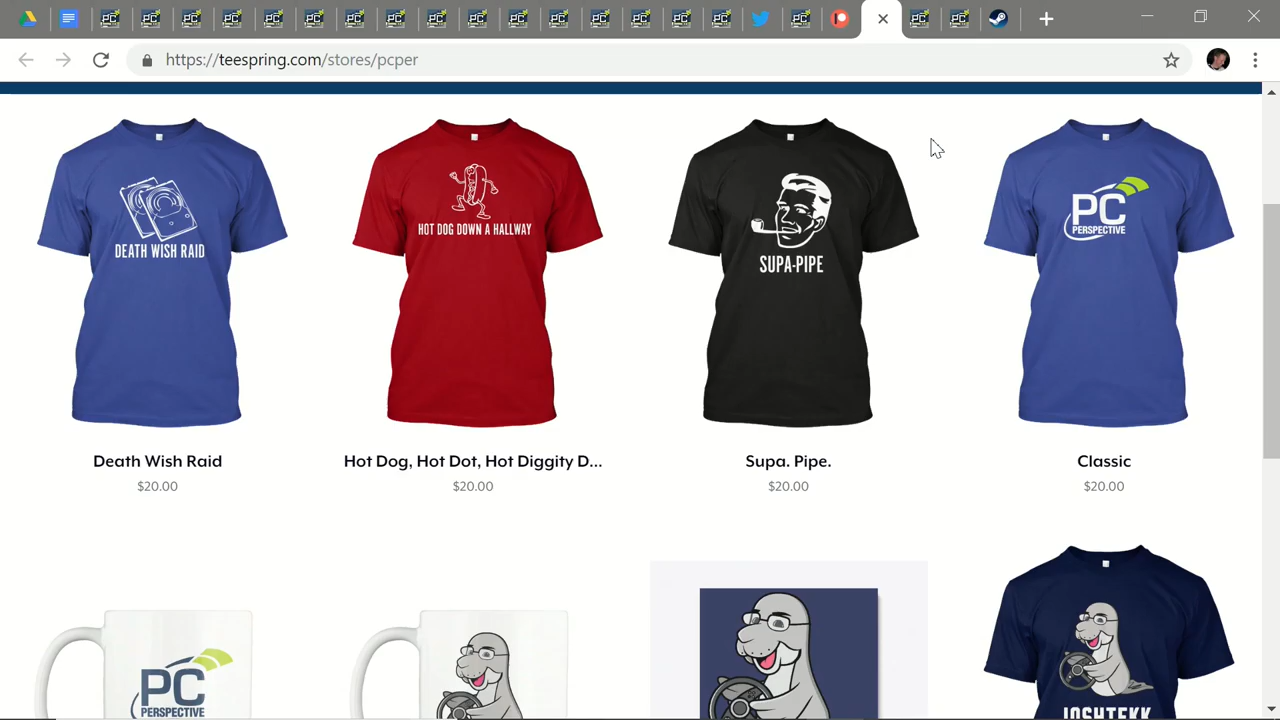 https://teespring.com/stores/pcper
DEATH WISH RAID
HOT DOG DOWN A HALLWAY
SUPA-PIPE
PC
PERSPECTIVE
Death Wish Raid
Hot Dog, Hot Dot, Hot Diggity D...
Supa. Pipe.
Classic
$20.00
$20.00
$20.00
$20.00
PC
PERSPECTIVE
JOSHTEKK